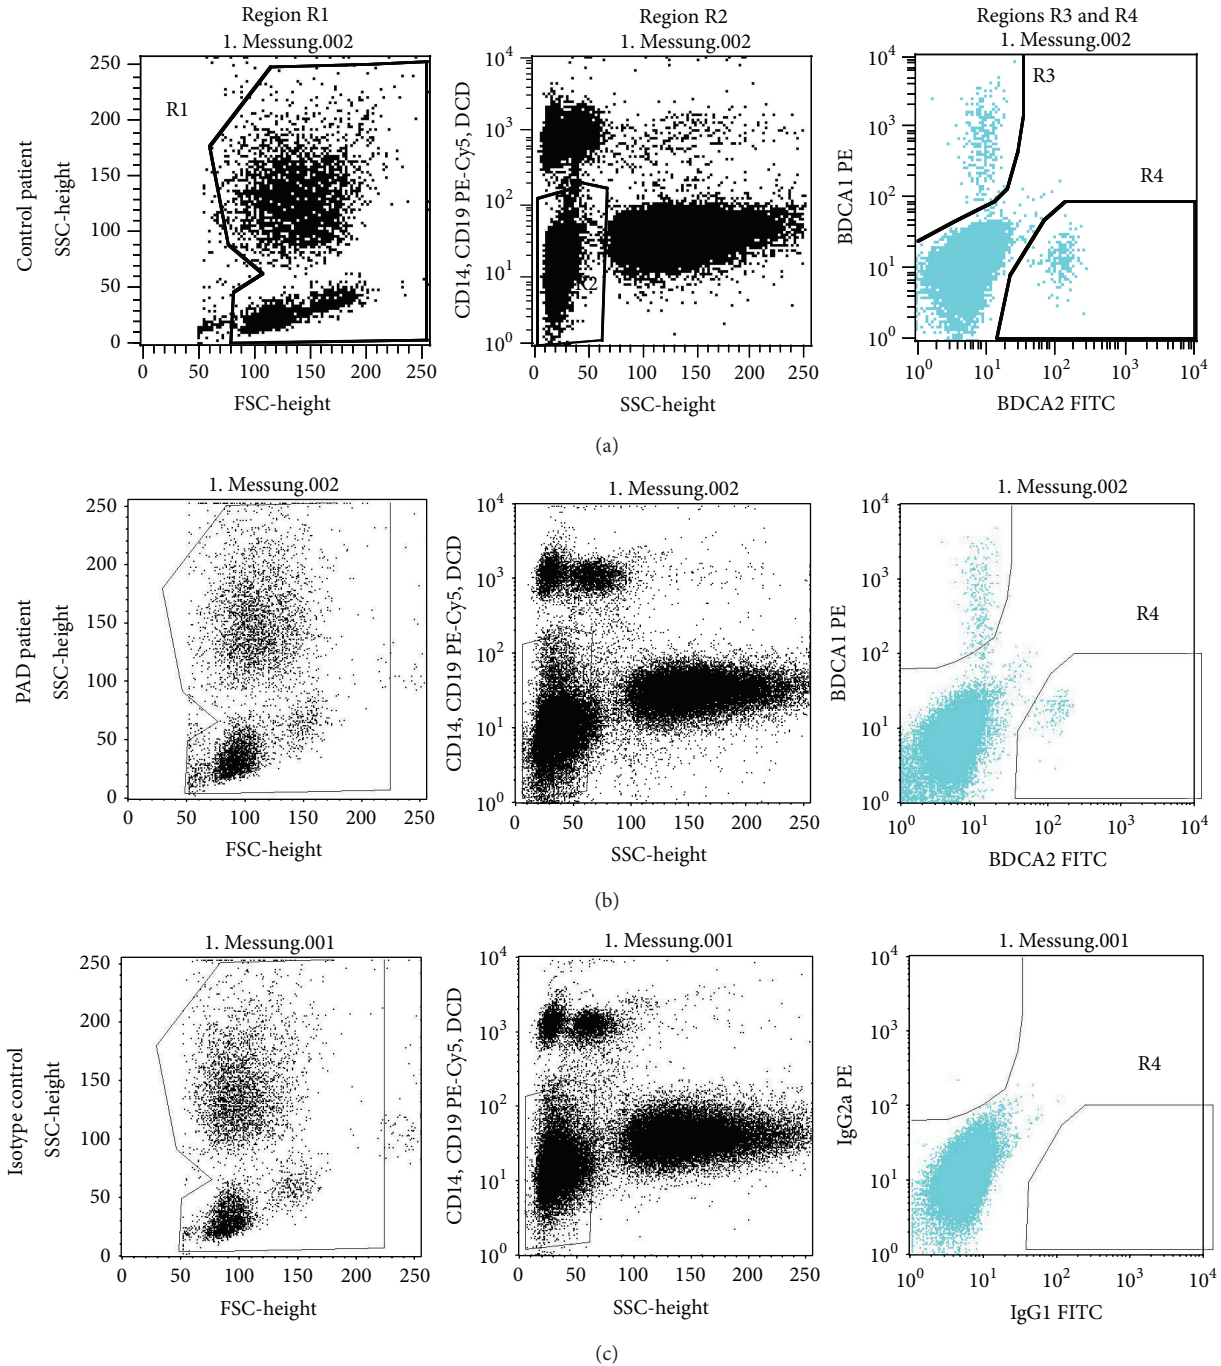 Region R1
1. Messung.002
Control patient
SSC-height
250
200
150
100
50
0
R1
0 50 100 150 200 250
FSC-height
Region R2
1. Messung.002
CD14, CD19 PE-Cy5, DCD
10^4
10^3
10^2
10^1
10^0
R2
0 50 100 150 200 250
SSC-height
Regions R3 and R4
1. Messung.002
BDCA1 PE
10^4
10^3
10^2
10^1
10^0
R3
R4
10^0 10^1 10^2 10^3 10^4
BDCA2 FITC
(a)
1. Messung.002
PAD patient
SSC-height
250
200
150
100
50
0
0 50 100 150 200 250
FSC-height
1. Messung.002
CD14, CD19 PE-Cy5, DCD
10^4
10^3
10^2
10^1
10^0
0 50 100 150 200 250
SSC-height
1. Messung.002
BDCA1 PE
10^4
10^3
10^2
10^1
10^0
R4
10^0 10^1 10^2 10^3 10^4
BDCA2 FITC
(b)
1. Messung.001
Isotype control
SSC-height
250
200
150
100
50
0
0 50 100 150 200 250
FSC-height
1. Messung.001
CD14, CD19 PE-Cy5, DCD
10^4
10^3
10^2
10^1
10^0
0 50 100 150 200 250
SSC-height
1. Messung.001
IgG2a PE
10^4
10^3
10^2
10^1
10^0
R4
10^0 10^1 10^2 10^3 10^4
IgG1 FITC
(c)